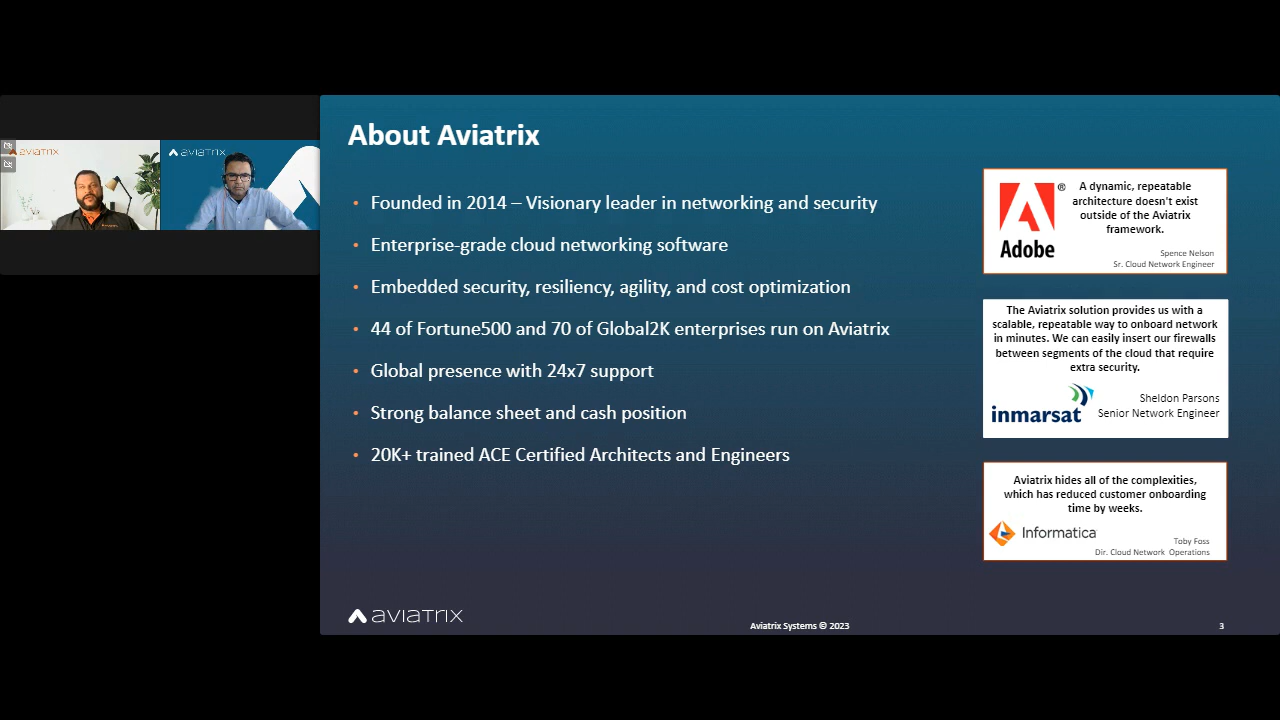 AVIATRIX
AVIATRIX
About Aviatrix
• Founded in 2014 – Visionary leader in networking and security
• Enterprise-grade cloud networking software
• Embedded security, resiliency, agility, and cost optimization
• 44 of Fortune500 and 70 of Global2K enterprises run on Aviatrix
• Global presence with 24x7 support
• Strong balance sheet and cash position
• 20K+ trained ACE Certified Architects and Engineers
Adobe
®
A dynamic, repeatable
architecture doesn't exist
outside of the Aviatrix
framework.
Spence Nelson
Sr. Cloud Network Engineer
The Aviatrix solution provides us with a
scalable, repeatable way to onboard network
in minutes. We can easily insert our firewalls
between segments of the cloud that require
extra security.
inmarsat
Sheldon Parsons
Senior Network Engineer
Aviatrix hides all of the complexities,
which has reduced customer onboarding
time by weeks.
Informatica
Toby Foss
Dir. Cloud Network Operations
AVIATRIX
Aviatrix Systems © 2023
3